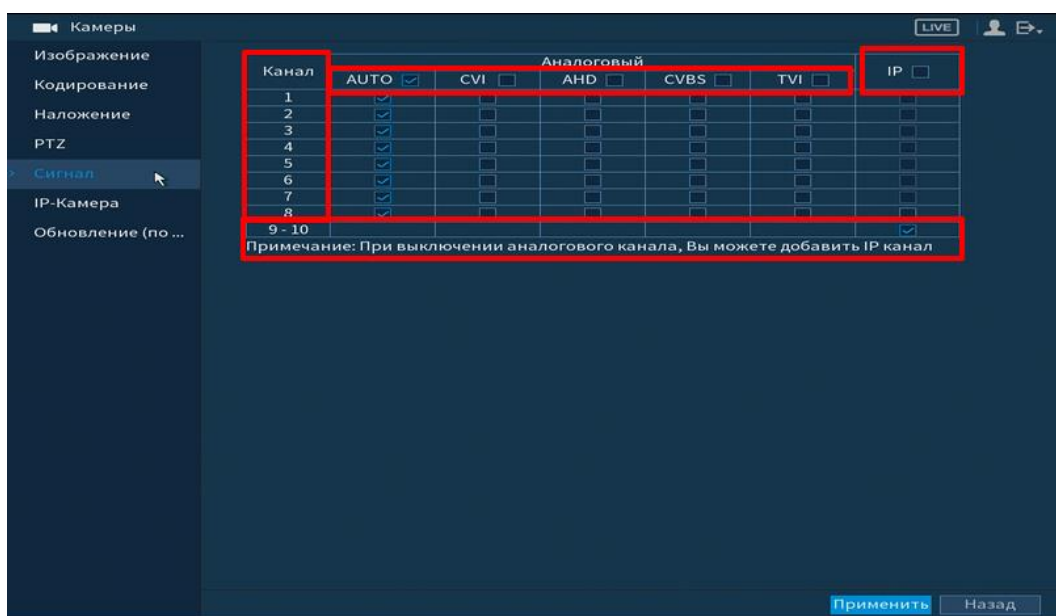 Камеры LIVE
Изображение
Кодирование
Наложение
PTZ
Сигнал
IP-Камера
Обновление (по ...
Канал Аналоговый IP
AUTO CVI AHD CVBS TVI
1
2
3
4
5
6
7
8
9 - 10
Примечание: При выключении аналогового канала, Вы можете добавить IP канал
Применить Назад